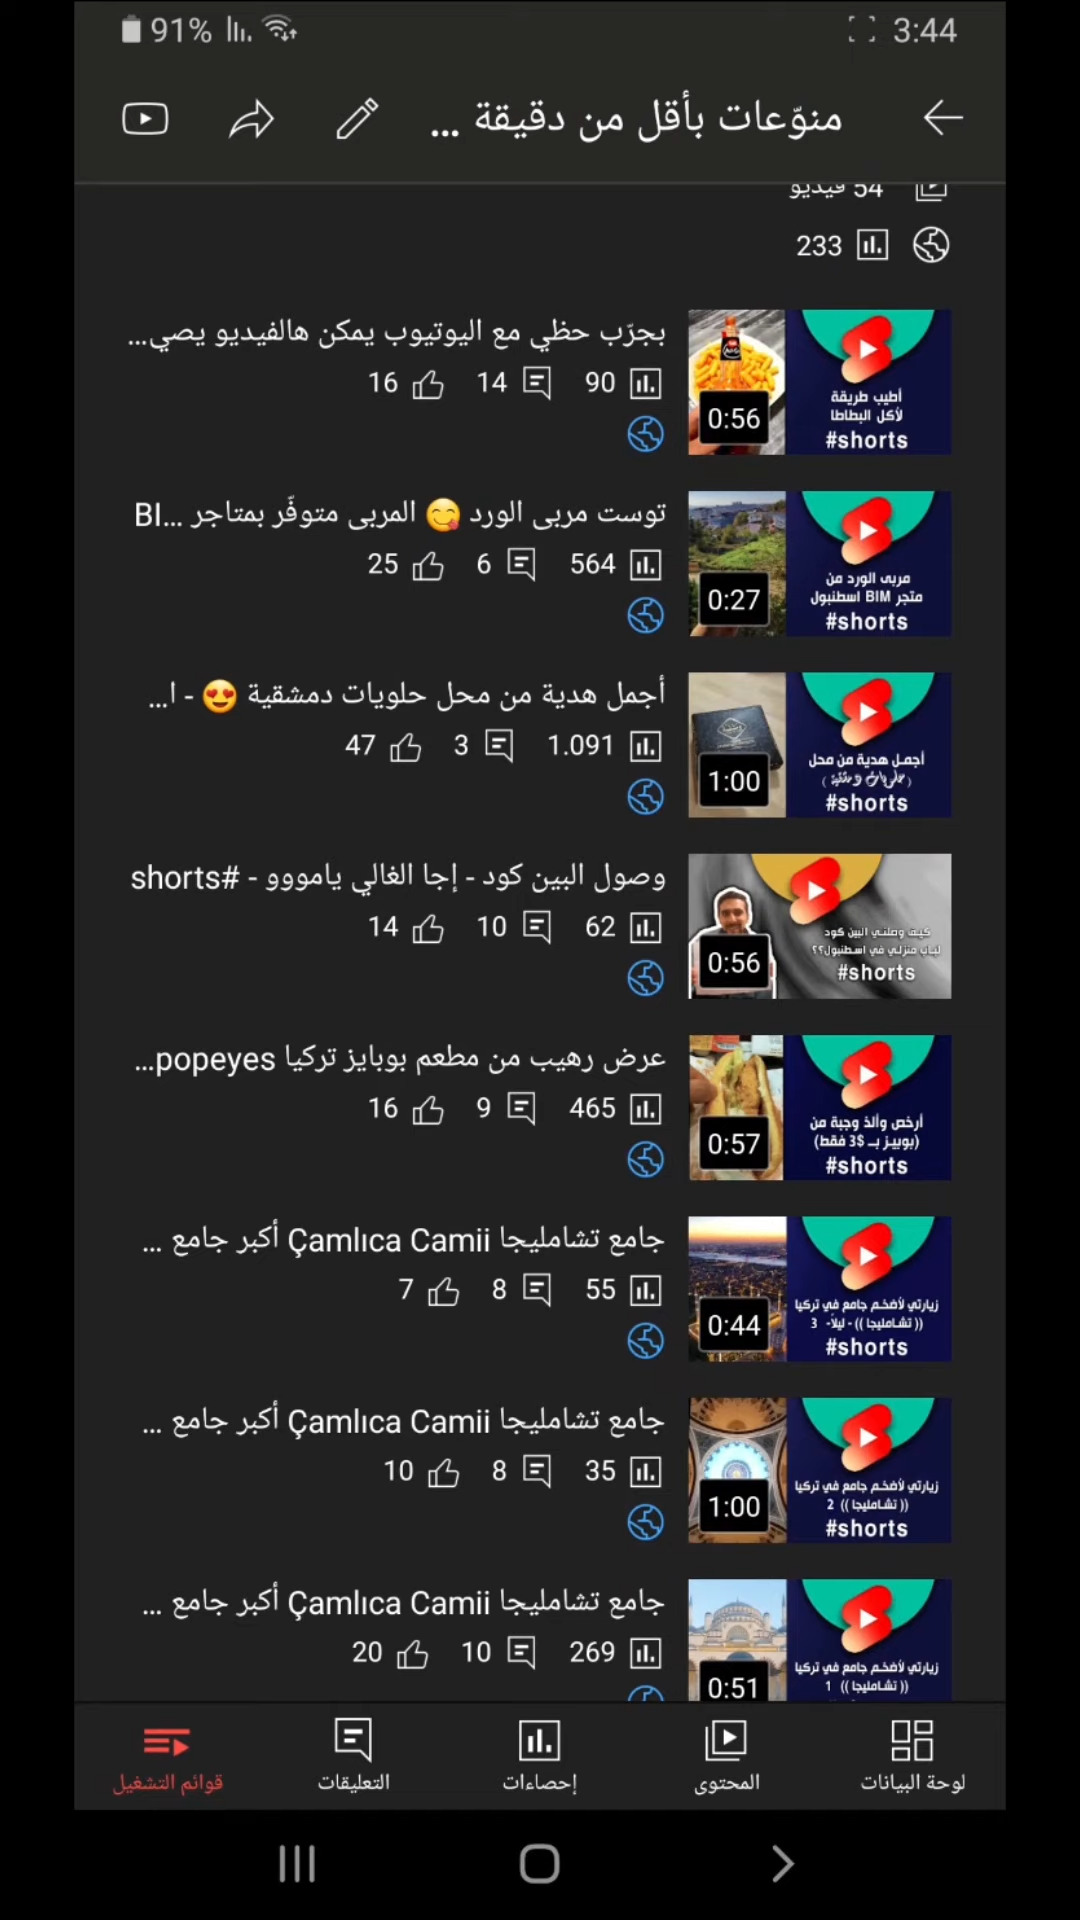 91% 3:44
منوّعات بأقل من دقيقة ...
54 فيديو
233
بجرّب حظي مع اليوتيوب يمكن هالفيديو يصي...
90 14 16
0:56
أطيب طريقة
لأكل البطاطا
#shorts
توست مربى الورد 😋 المربى متوفّر بمتاجر BI...
564 6 25
0:27
مربى الورد من
متجر BIM اسطنبول
#shorts
أجمل هدية من محل حلويات دمشقية 😍 - ا...
1.091 3 47
1:00
أجمل هدية من محل
(حلويات دمشقية)
#shorts
وصول البين كود - إجا الغالي ياموووو - #shorts
62 10 14
0:56
كيف وصلني البين كود
لباب منزلي في اسطنبول؟؟
#shorts
عرض رهيب من مطعم بوبايز تركيا popeyes...
465 9 16
0:57
أرخص وألذ وجبة من
(بوبيز بـ 3$ فقط)
#shorts
جامع تشامليجا Çamlıca Camii أكبر جامع ...
55 8 7
0:44
زيارتي لأضخم جامع في تركيا
((تشامليجا)) - ليلاً- 3
#shorts
جامع تشامليجا Çamlıca Camii أكبر جامع ...
35 8 10
1:00
زيارتي لأضخم جامع في تركيا
((تشامليجا)) 2
#shorts
جامع تشامليجا Çamlıca Camii أكبر جامع ...
269 10 20
0:51
زيارتي لأضخم جامع في تركيا
((تشامليجا)) 1
لوحة البيانات
المحتوى
إحصاءات
التعليقات
قوائم التشغيل